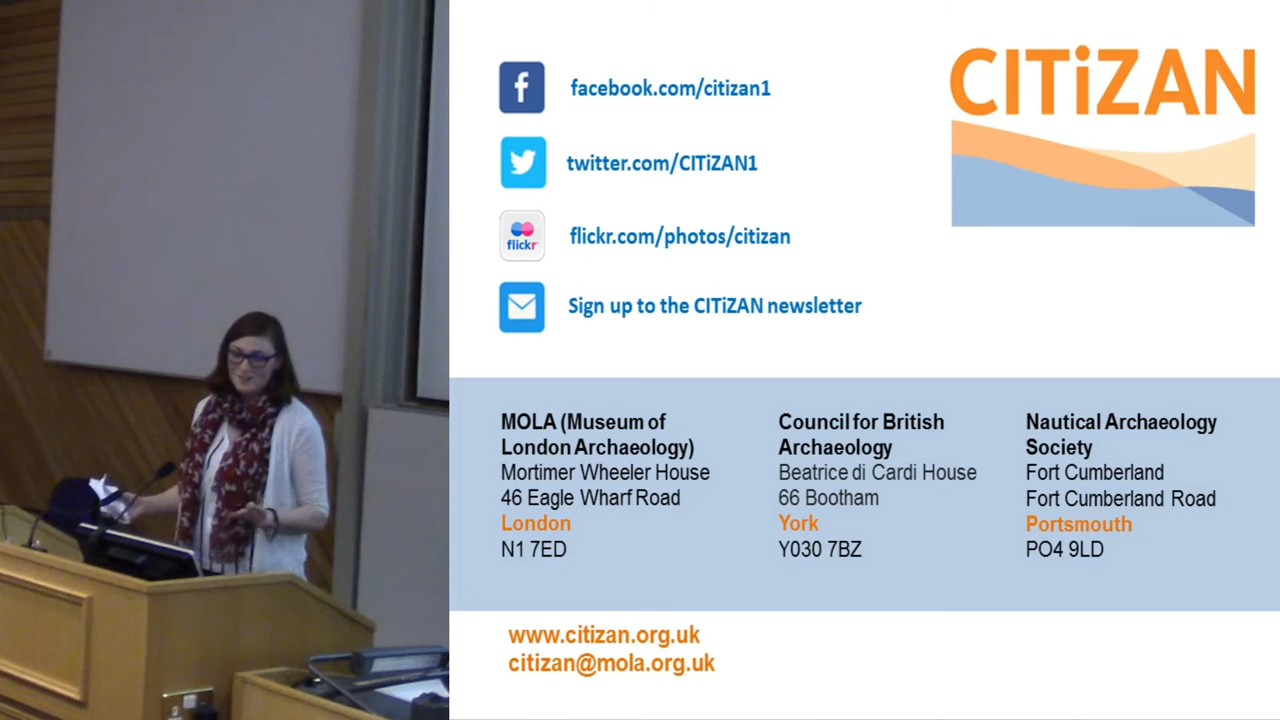 CITiZAN
f
facebook.com/citizan1
twitter.com/CITiZAN1
flickr
flickr.com/photos/citizan
Sign up to the CITiZAN newsletter
MOLA (Museum of
London Archaeology)
Mortimer Wheeler House
46 Eagle Wharf Road
London
N1 7ED
Council for British
Archaeology
Beatrice di Cardi House
66 Bootham
York
Y030 7BZ
Nautical Archaeology
Society
Fort Cumberland
Fort Cumberland Road
Portsmouth
PO4 9LD
www.citizan.org.uk
citizan@mola.org.uk